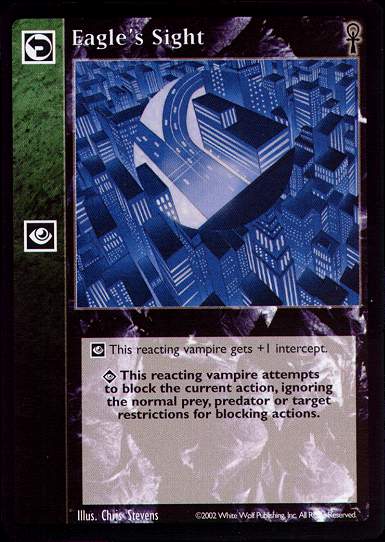 Eagle's Sight
This reacting vampire gets +1 intercept.
This reacting vampire attempts
to block the current action, ignoring
the normal prey, predator or target
restrictions for blocking actions.
Illus. Chris Stevens
©2002 White Wolf Publishing, Inc. All Rights Reserved.